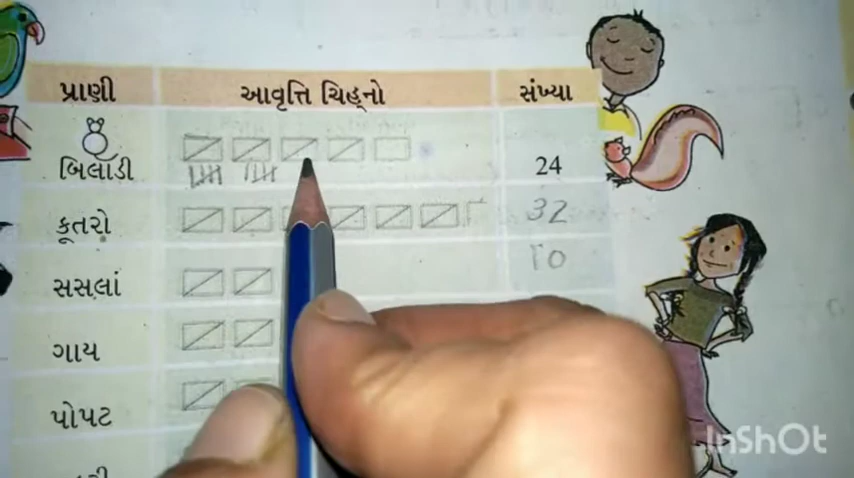 પ્રાણી આવૃત્તિ ચિહ્નો સંખ્યા
બિલાડી 24
કૂતરો 32
સસલાં 10
ગાય
પોપટ
InShOt